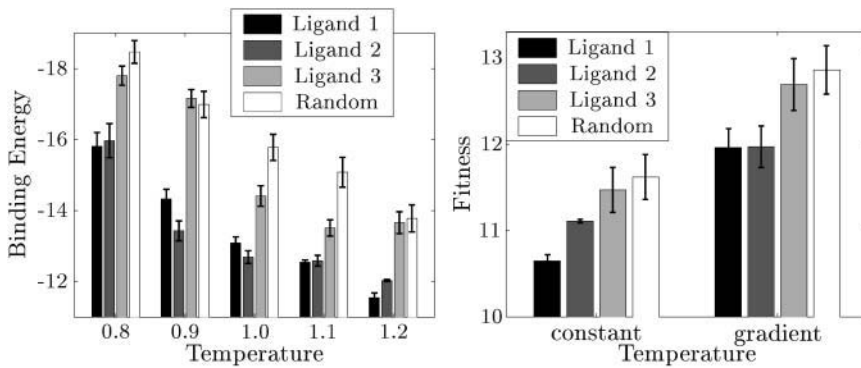 Ligand 1
Ligand 2
Ligand 3
Random
-18
-16
-14
-12
Binding Energy
0.8 0.9 1.0 1.1 1.2
Temperature
Ligand 1
Ligand 2
Ligand 3
Random
13
12
11
10
Fitness
constant gradient
Temperature